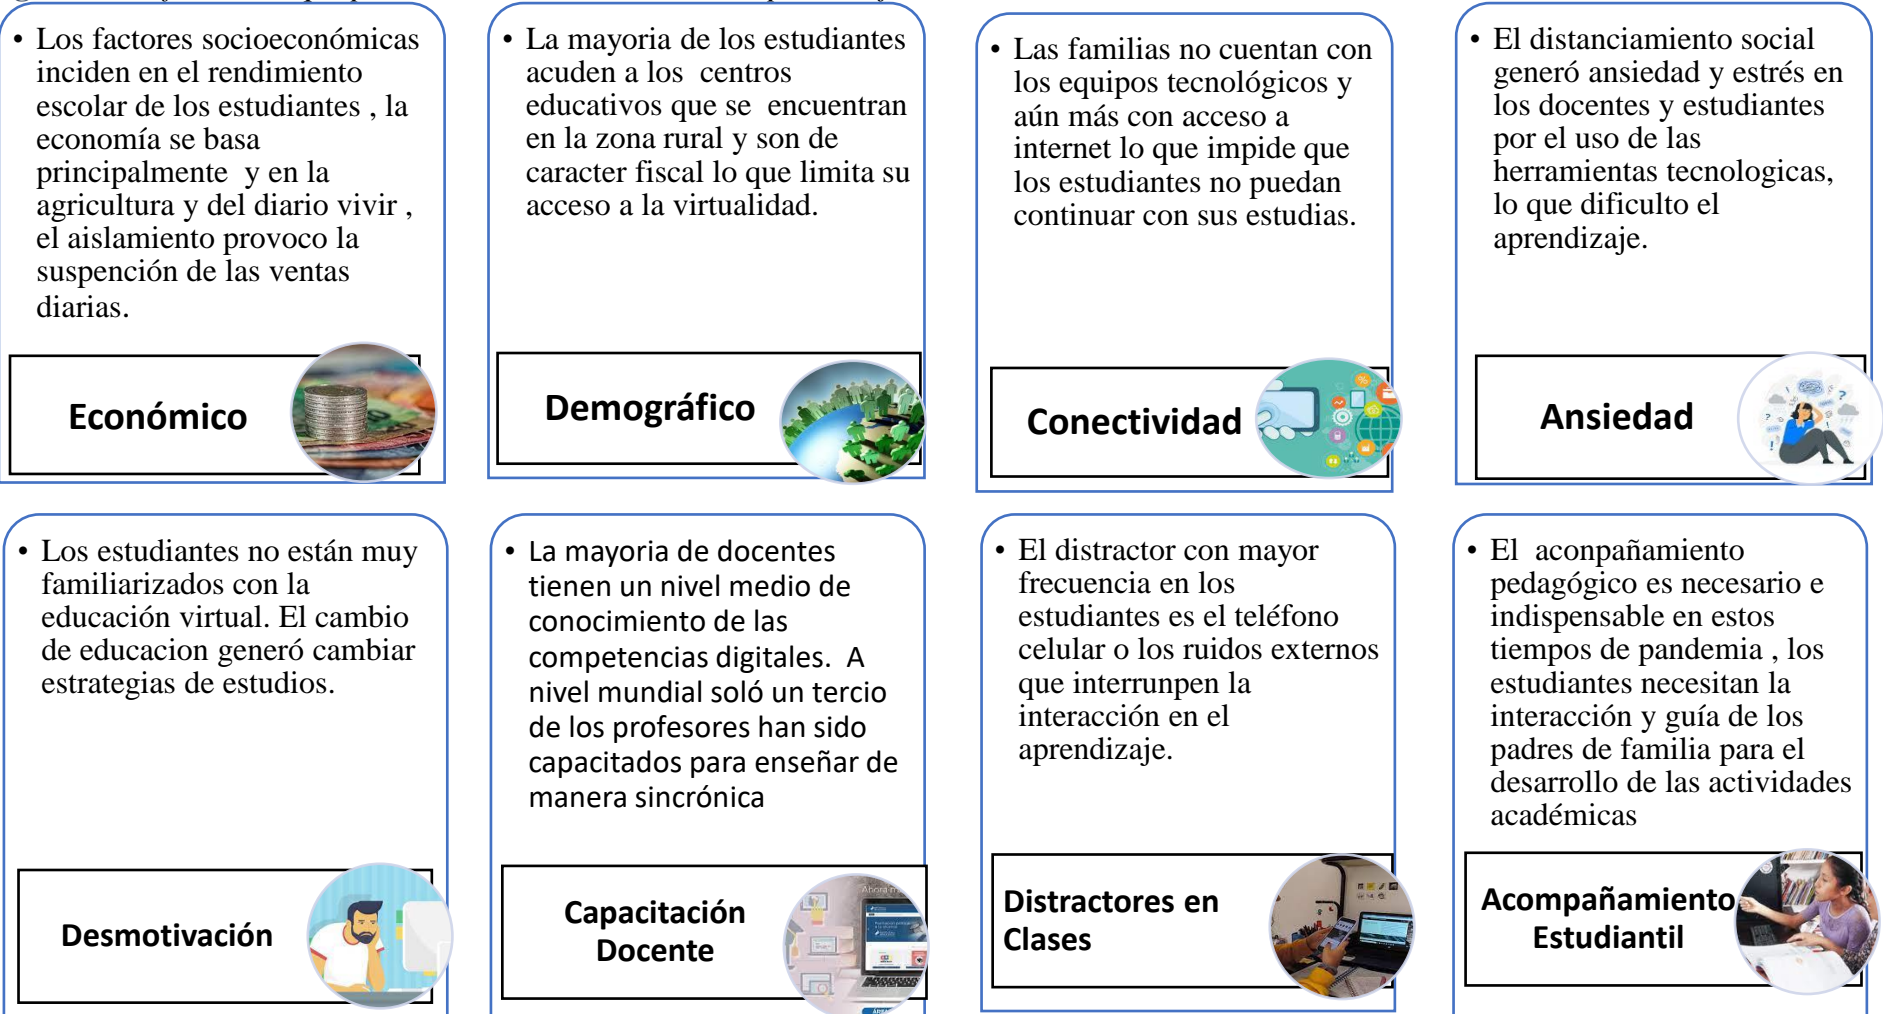 • Los factores socioeconómicas
inciden en el rendimiento
escolar de los estudiantes , la
economía se basa
principalmente y en la
agricultura y del diario vivir ,
el aislamiento provoco la
suspención de las ventas
diarias.
Económico
• La mayoria de los estudiantes
acuden a los centros
educativos que se encuentran
en la zona rural y son de
caracter fiscal lo que limita su
acceso a la virtualidad.
Demográfico
• Las familias no cuentan con
los equipos tecnológicos y
aún más con acceso a
internet lo que impide que
los estudiantes no puedan
continuar con sus estudias.
Conectividad
• El distanciamiento social
generó ansiedad y estrés en
los docentes y estudiantes
por el uso de las
herramientas tecnologicas,
lo que dificulto el
aprendizaje.
Ansiedad
• Los estudiantes no están muy
familiarizados con la
educación virtual. El cambio
de educacion generó cambiar
estrategias de estudios.
Desmotivación
• La mayoria de docentes
tienen un nivel medio de
conocimiento de las
competencias digitales. A
nivel mundial soló un tercio
de los profesores han sido
capacitados para enseñar de
manera sincrónica
Capacitación
Docente
• El distractor con mayor
frecuencia en los
estudiantes es el teléfono
celular o los ruidos externos
que interrunpen la
interacción en el
aprendizaje.
Distractores en
Clases
• El aconpañamiento
pedagógico es necesario e
indispensable en estos
tiempos de pandemia , los
estudiantes necesitan la
interacción y guía de los
padres de familia para el
desarrollo de las actividades
académicas
Acompañamiento
Estudiantil